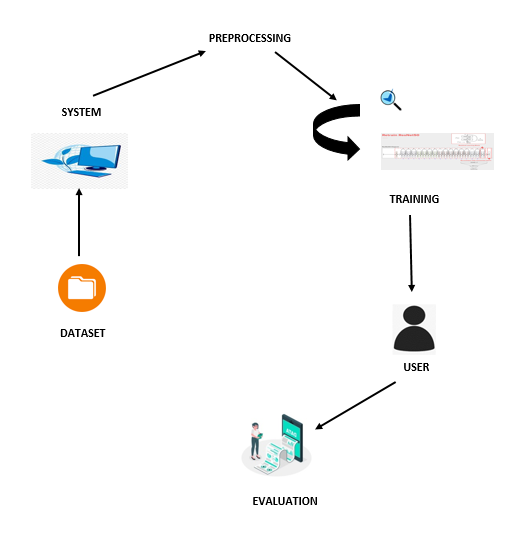 PREPROCESSING
SYSTEM
TRAINING
DATASET
USER
EVALUATION